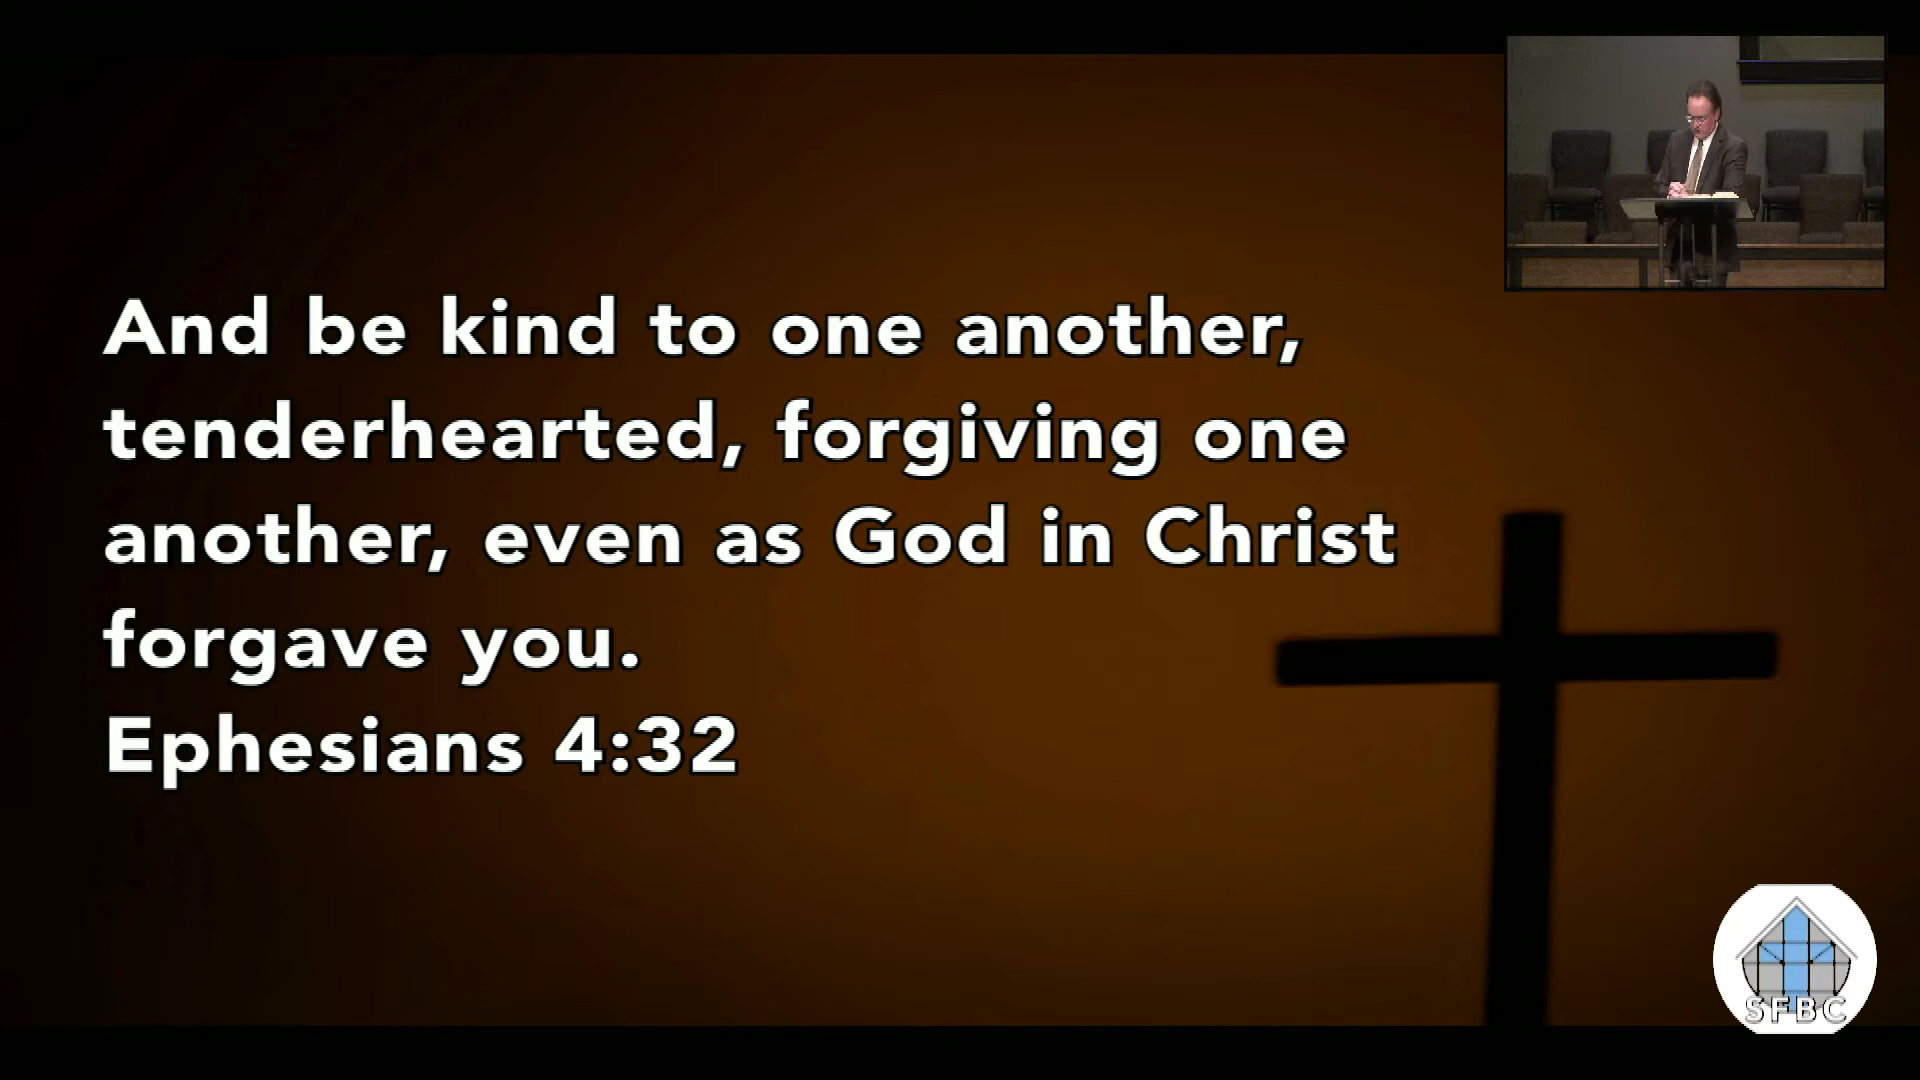 And be kind to one another,
tenderhearted, forgiving one
another, even as God in Christ
forgave you.
Ephesians 4:32
SFBC